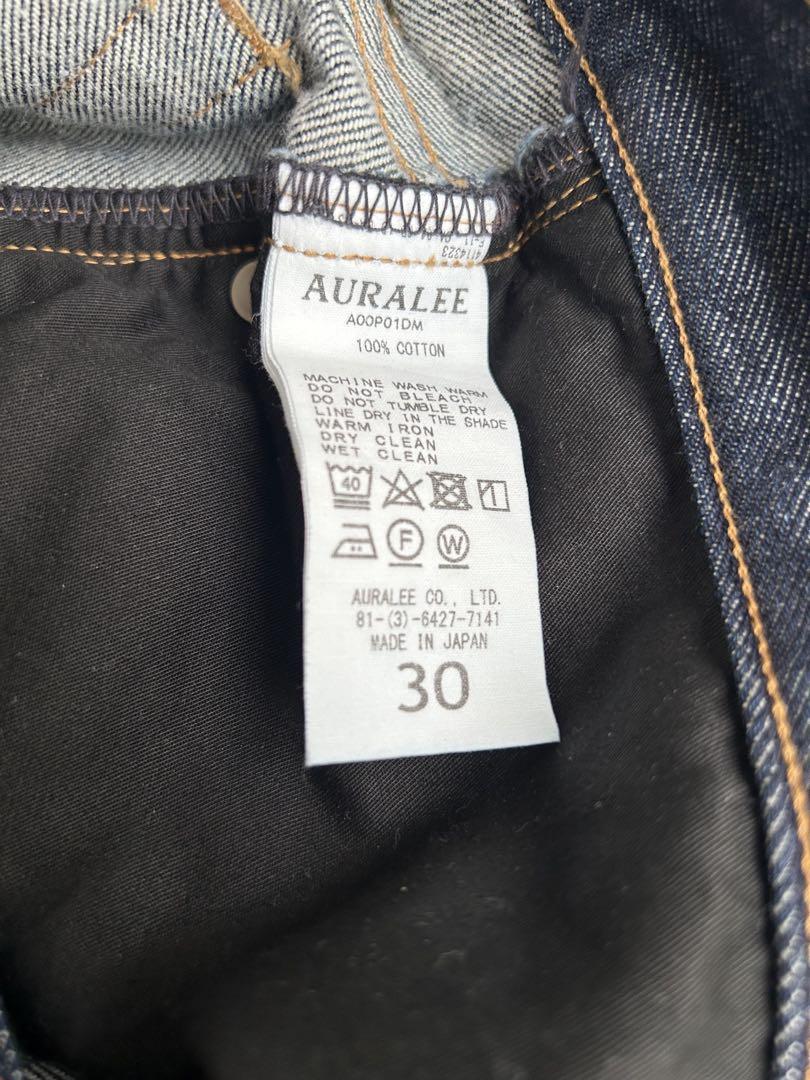 4114323
AURALEE
A00P01DM
100% COTTON
MACHINE WASH WARM
DO NOT BLEACH
DO NOT TUMBLE DRY
LINE DRY IN THE SHADE
WARM IRON
DRY CLEAN
WET CLEAN
40
F W
AURALEE CO., LTD.
81-(3)-6427-7141
MADE IN JAPAN
30